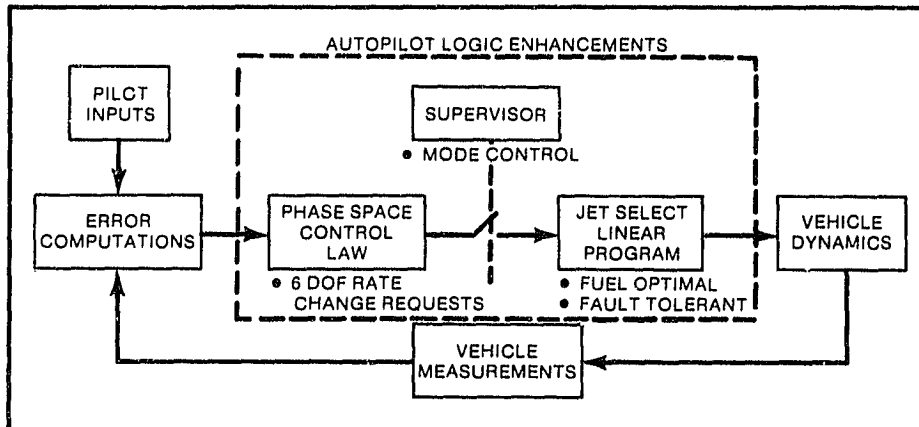 AUTOPILOT LOGIC ENHANCEMENTS
PILOT
INPUTS
SUPERVISOR
• MODE CONTROL
ERROR
COMPUTATIONS
PHASE SPACE
CONTROL
LAW
• 6 DOF RATE
CHANGE REQUESTS
JET SELECT
LINEAR
PROGRAM
• FUEL OPTIMAL
• FAULT TOLERANT
VEHICLE
DYNAMICS
VEHICLE
MEASUREMENTS